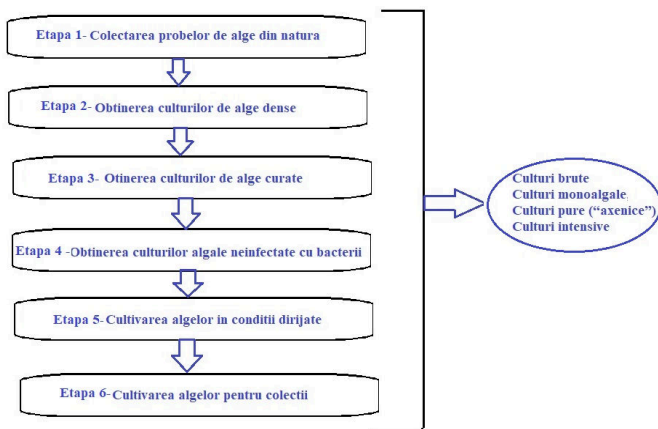 Etapa 1- Colectarea probelor de alge din natura
Etapa 2- Obtinerea culturilor de alge dense
Etapa 3- Otinerea culturilor de alge curate
Etapa 4 -Obtinerea culturilor algale neinfectate cu bacterii
Etapa 5- Cultivarea algelor in conditii dirijate
Etapa 6- Cultivarea algelor pentru colectii
Culturi brute
Culturi monoalgale
Culturi pure (“axenice”)
Culturi intensive